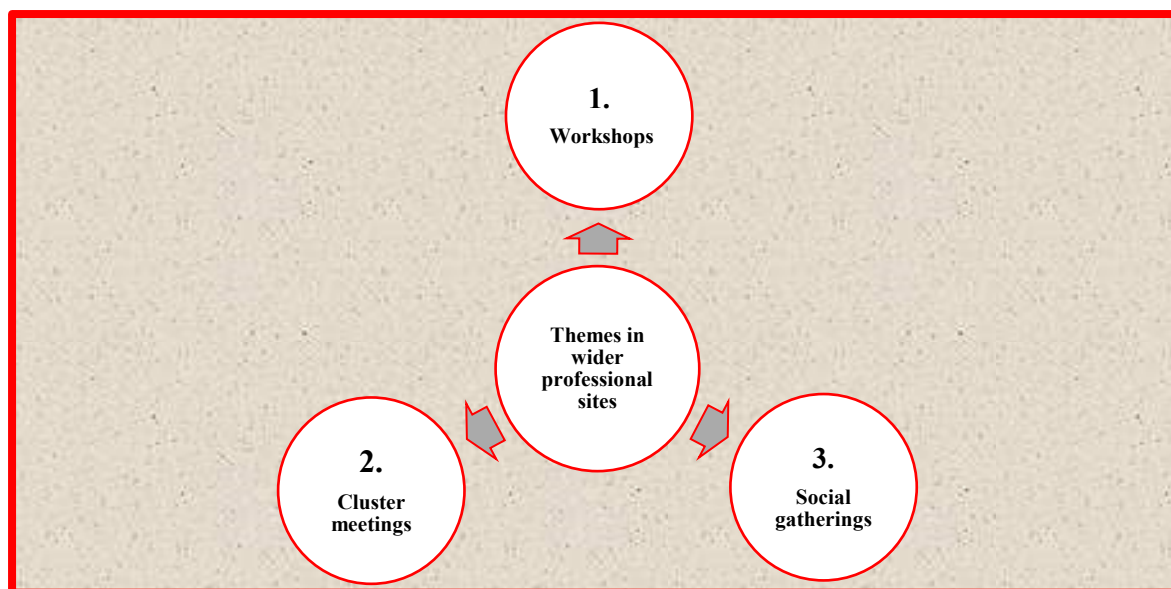 1.
Workshops
Themes in
wider
professional
sites
2.
Cluster
meetings
3.
Social
gatherings